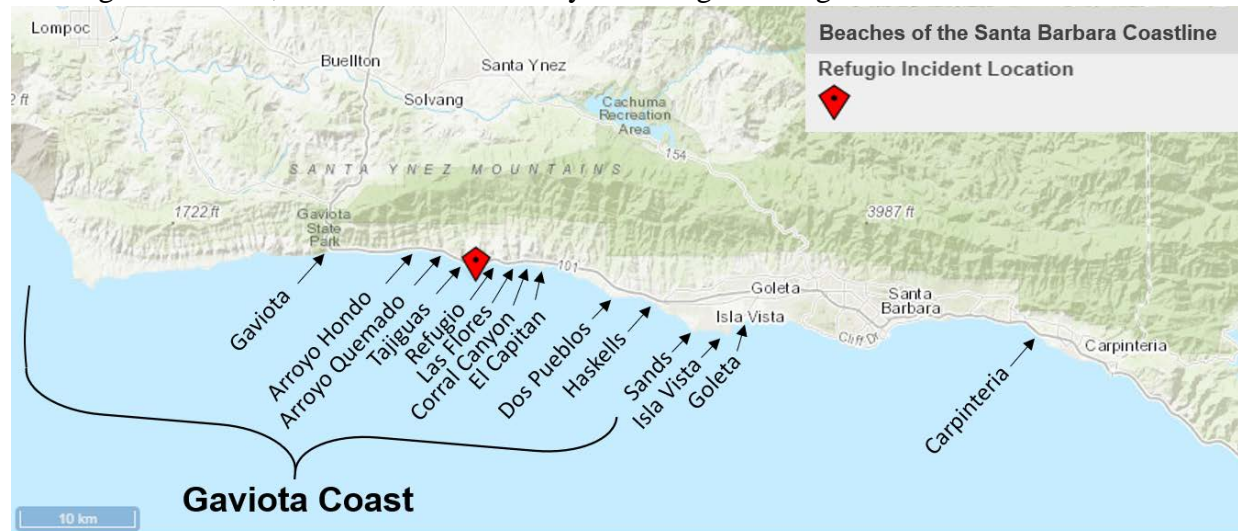 Lompoc
Buellton
Santa Ynez
Solvang
Cachuma
Recreation
Area
154
2 ft
SANTA YNEZ MOUNTAINS
1722 ft
Gaviota
State
Park
3987 ft
101
Goleta
Santa
Barbara
Isla Vista
Cliff Dr
Carpinteria
Beaches of the Santa Barbara Coastline
Refugio Incident Location
Gaviota
Arroyo Hondo
Arroyo Quemado
Tajiguas
Refugio
Las Flores
Corral Canyon
El Capitan
Dos Pueblos
Haskells
Sands
Isla Vista
Goleta
Carpinteria
Gaviota Coast
10 km